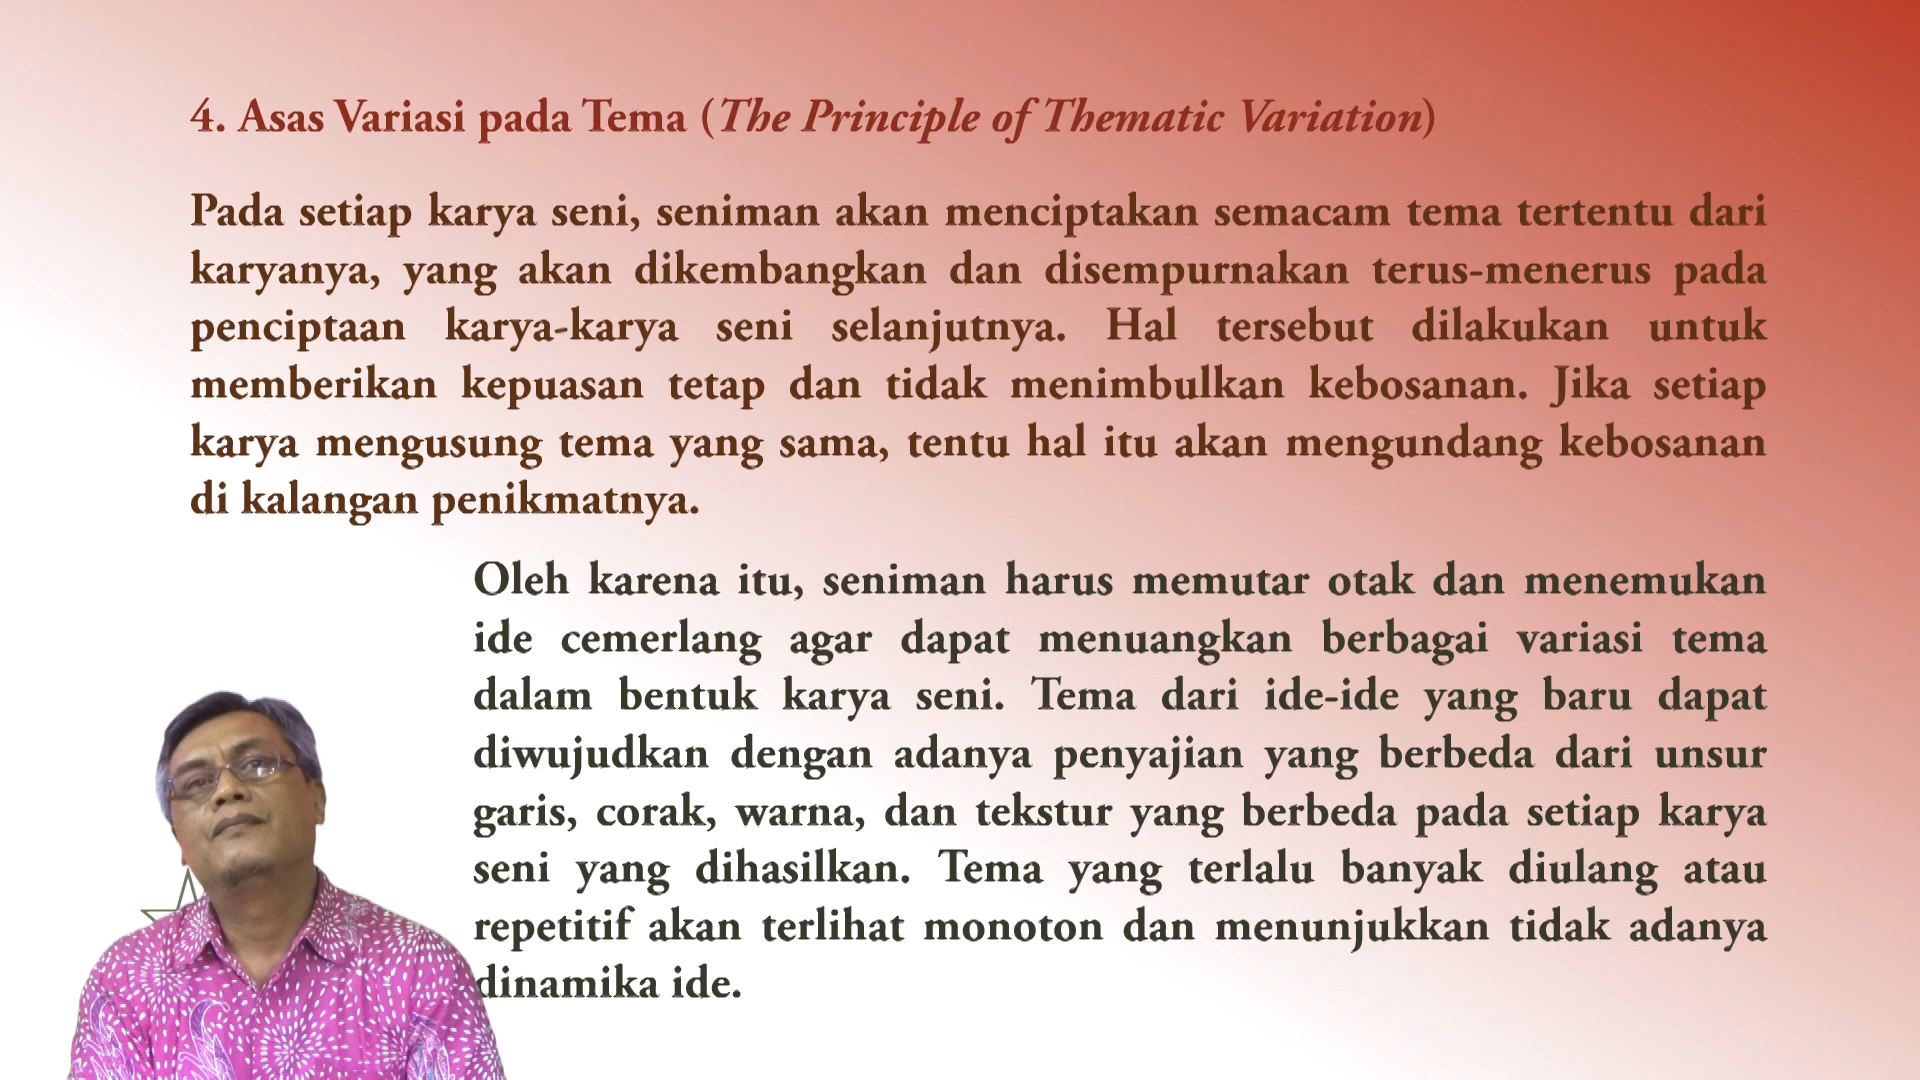 4. Asas Variasi pada Tema (The Principle of Thematic Variation)
Pada setiap karya seni, seniman akan menciptakan semacam tema tertentu dari
karyanya, yang akan dikembangkan dan disempurnakan terus-menerus pada
penciptaan karya-karya seni selanjutnya. Hal tersebut dilakukan untuk
memberikan kepuasan tetap dan tidak menimbulkan kebosanan. Jika setiap
karya mengusung tema yang sama, tentu hal itu akan mengundang kebosanan
di kalangan penikmatnya.
Oleh karena itu, seniman harus memutar otak dan menemukan
ide cemerlang agar dapat menuangkan berbagai variasi tema
dalam bentuk karya seni. Tema dari ide-ide yang baru dapat
diwujudkan dengan adanya penyajian yang berbeda dari unsur
garis, corak, warna, dan tekstur yang berbeda pada setiap karya
seni yang dihasilkan. Tema yang terlalu banyak diulang atau
repetitif akan terlihat monoton dan menunjukkan tidak adanya
dinamika ide.